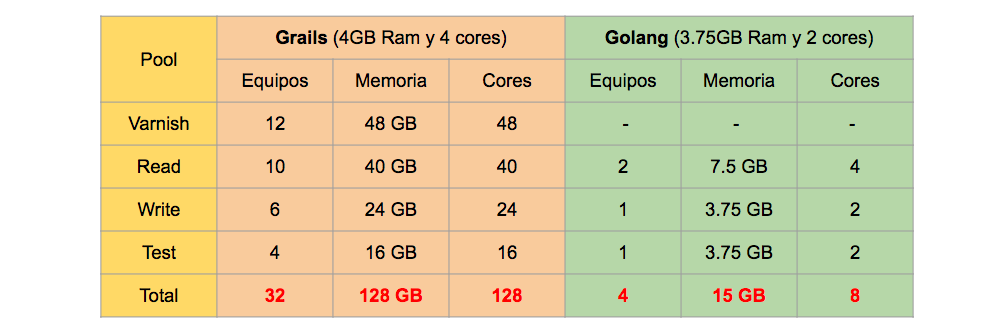 Pool Grails (4GB Ram y 4 cores) Golang (3.75GB Ram y 2 cores)
Equipos Memoria Cores Equipos Memoria Cores
Varnish 12 48 GB 48 - - -
Read 10 40 GB 40 2 7.5 GB 4
Write 6 24 GB 24 1 3.75 GB 2
Test 4 16 GB 16 1 3.75 GB 2
Total 32 128 GB 128 4 15 GB 8